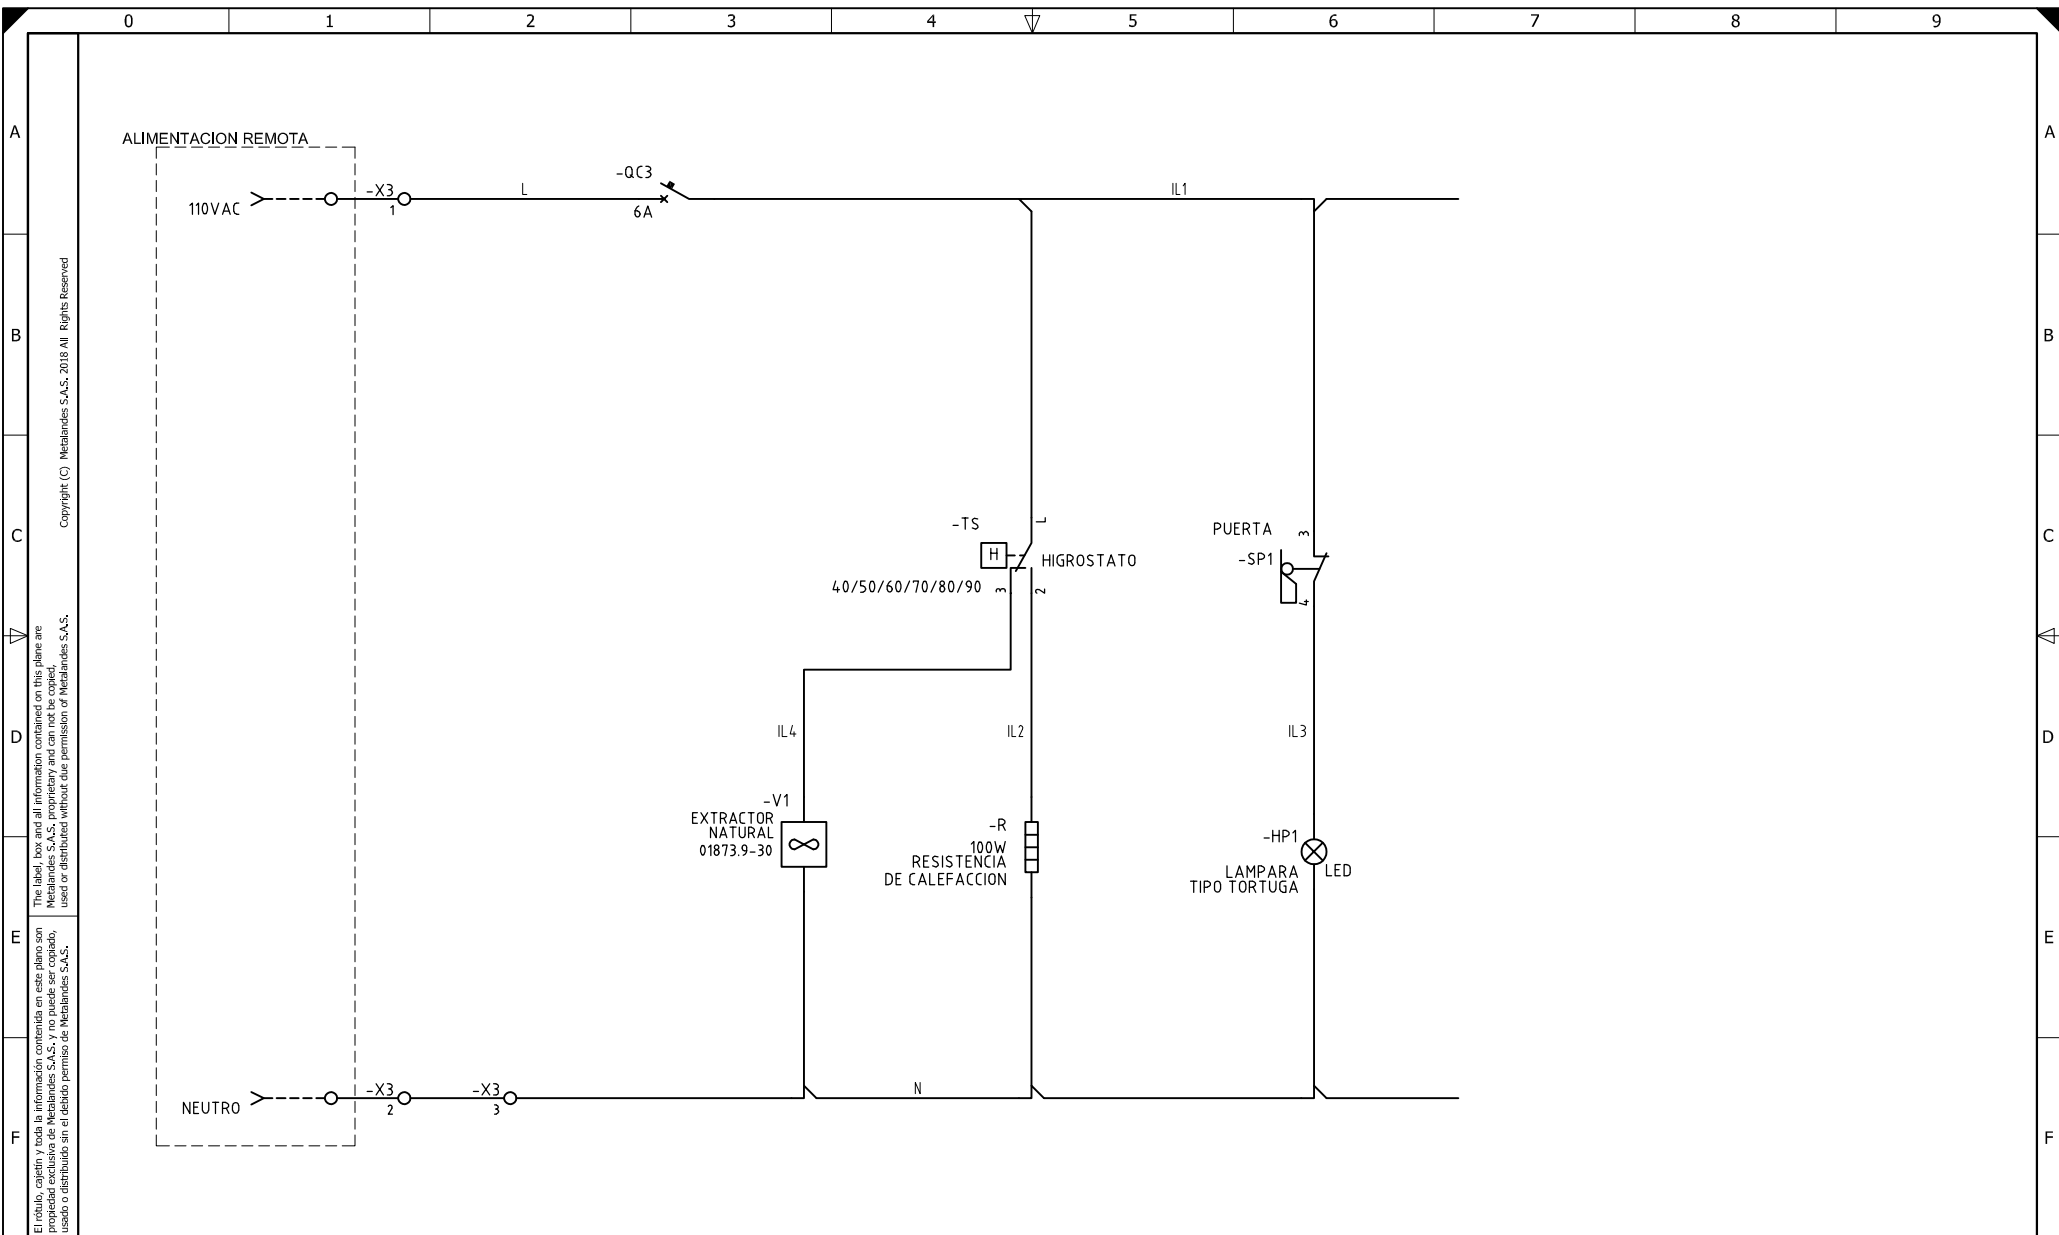 0 1 2 3 4 5 6 7 8 9
A A
B B
C C
D D
E E
F F
ALIMENTACION REMOTA
110VAC
-X3
1
L
-QC3
6A
IL1
-TS
L
H
HIGROSTATO
40/50/60/70/80/90
3
2
PUERTA
3
-SP1
4
IL4
IL2
IL3
-V1
EXTRACTOR
NATURAL
01873.9-30
-R
100W
RESISTENCIA
DE CALEFACCION
-HP1
LAMPARA
TIPO TORTUGA
LED
NEUTRO
-X3
2
-X3
3
N
Copyright (C) Metalandes S.A.S. 2018 All Rights Reserved
The label, box and all information contained on this plane are
Metalandes S.A.S. proprietary and can not be copied,
used or distributed without due permission of Metalandes S.A.S.
El rótulo, cajetín y toda la información contenida en este plano son
propiedad exclusiva de Metalandes S.A.S. y no puede ser copiado,
usado o distribuido sin el debido permiso de Metalandes S.A.S.